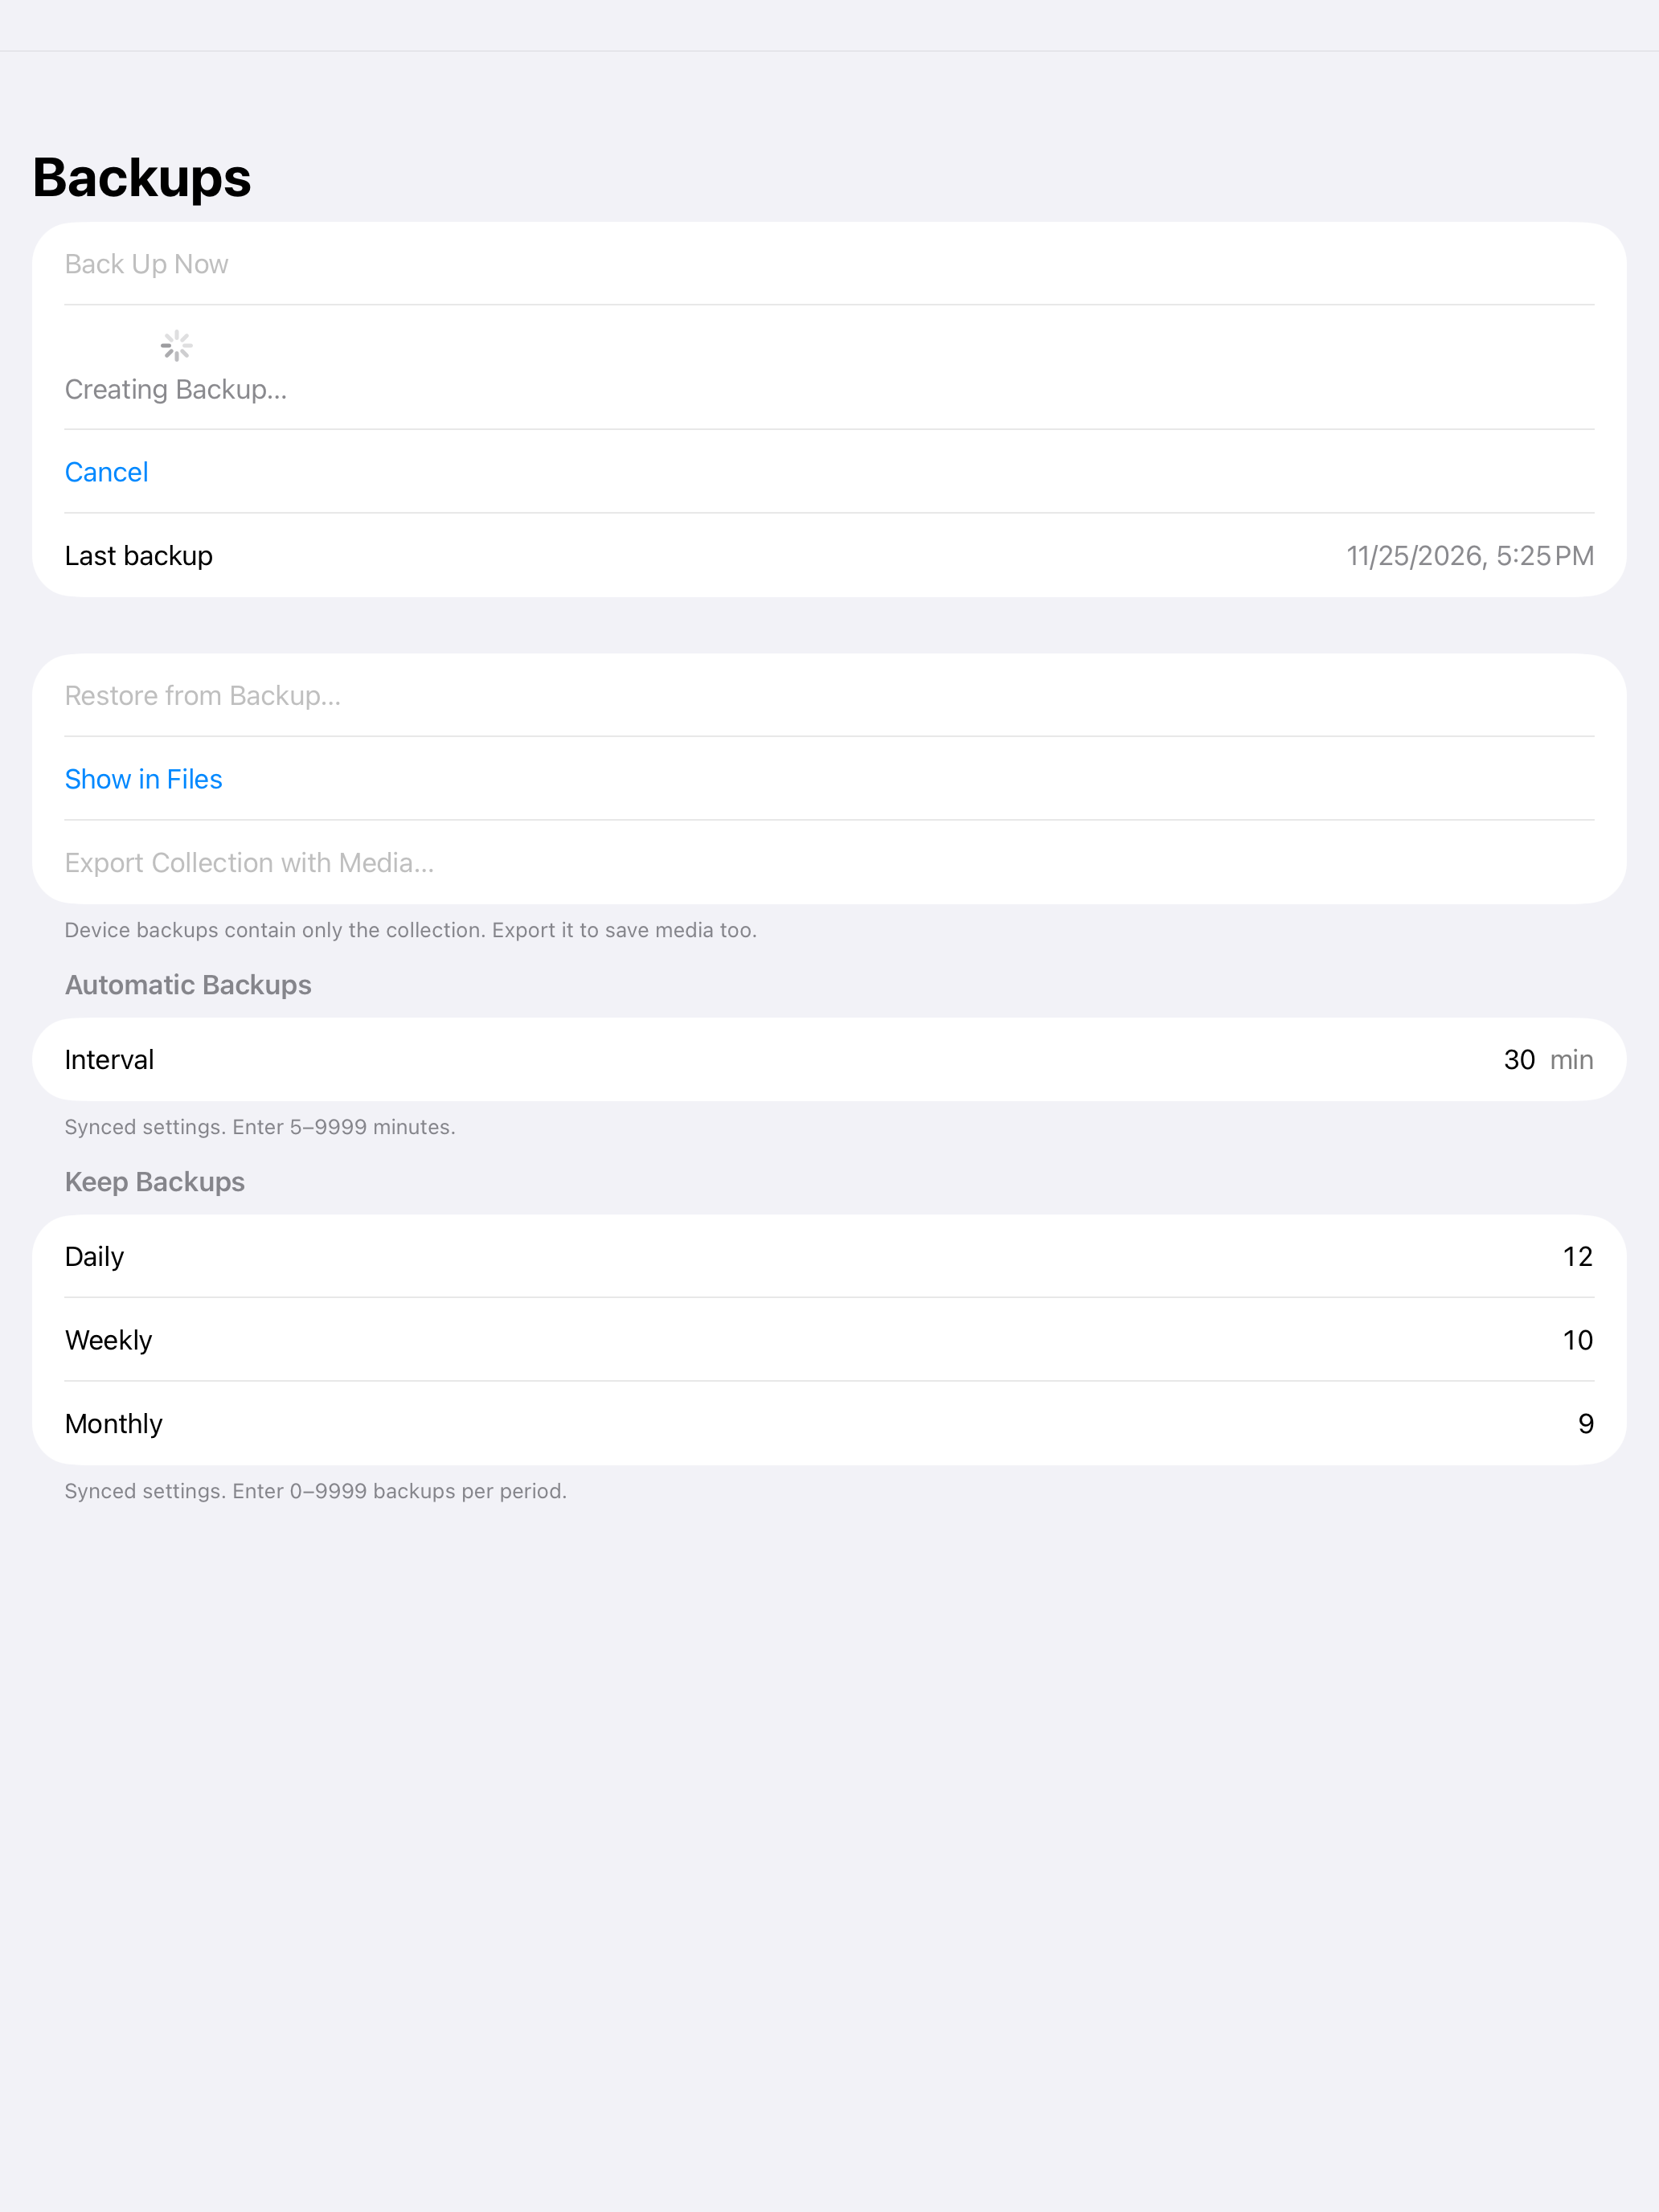 Backups
Back Up Now
Creating Backup...
Cancel
Last backup 11/25/2026, 5:25 PM
Restore from Backup...
Show in Files
Export Collection with Media...
Device backups contain only the collection. Export it to save media too.
Automatic Backups
Interval 30 min
Synced settings. Enter 5–9999 minutes.
Keep Backups
Daily 12
Weekly 10
Monthly 9
Synced settings. Enter 0–9999 backups per period.